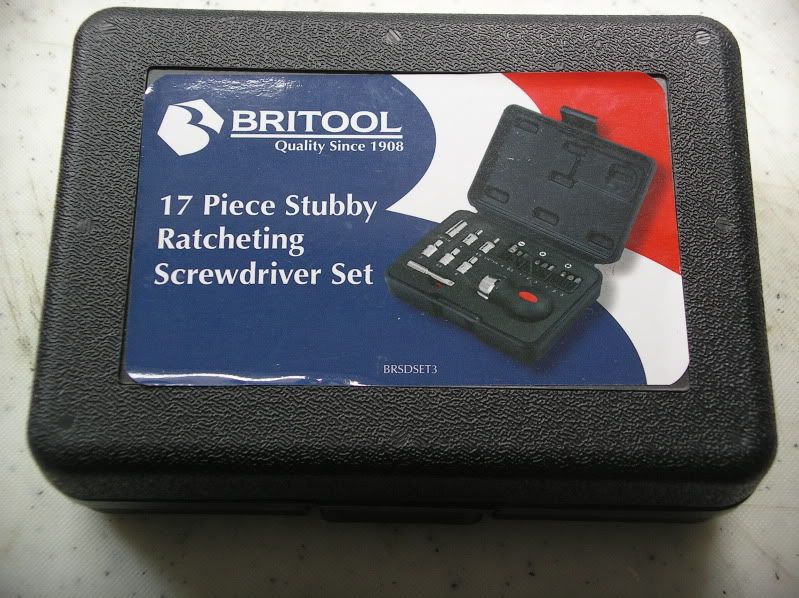 BRITOOL
Quality Since 1908
17 Piece Stubby
Ratcheting
Screwdriver Set
BRSDSET3